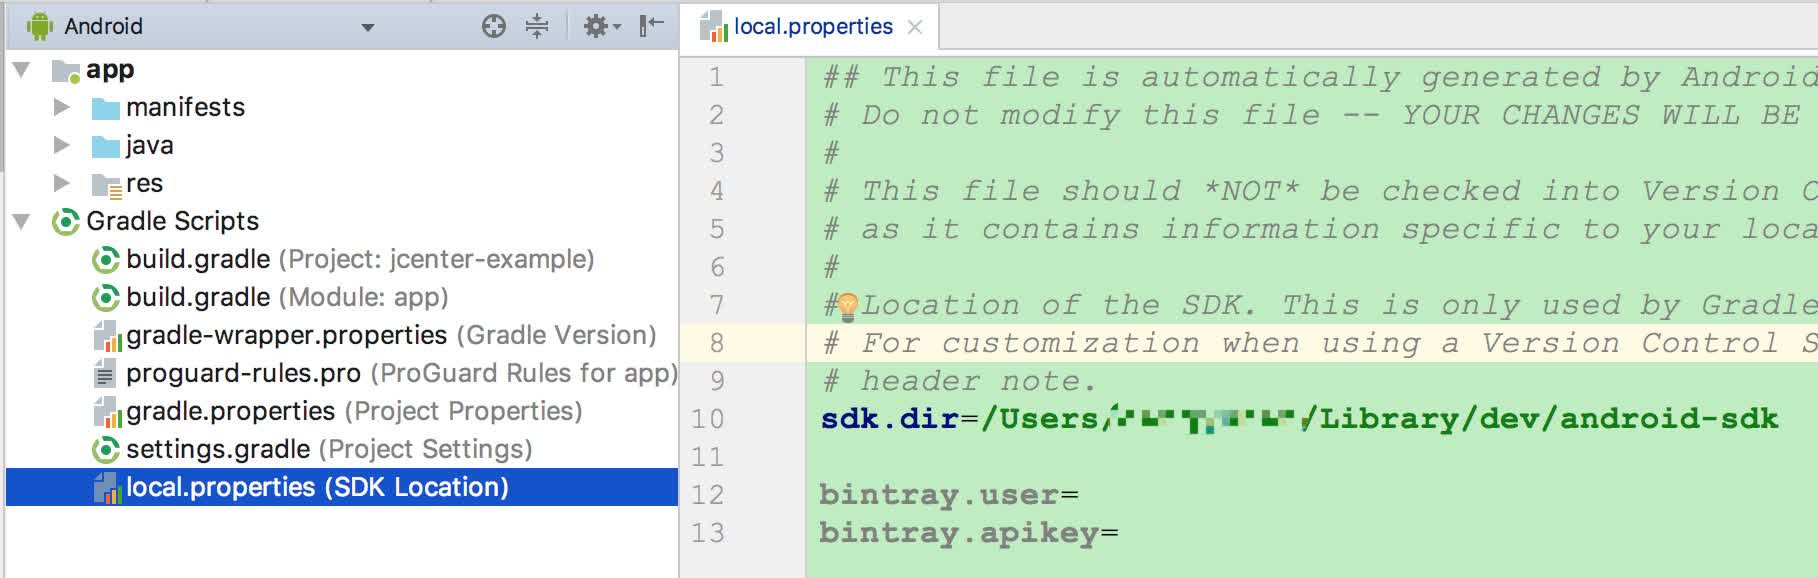 Android
app
manifests
java
res
Gradle Scripts
build.gradle (Project: jcenter-example)
build.gradle (Module: app)
gradle-wrapper.properties (Gradle Version)
proguard-rules.pro (ProGuard Rules for app)
gradle.properties (Project Properties)
settings.gradle (Project Settings)
local.properties (SDK Location)
local.properties
1 ## This file is automatically generated by Android
2 # Do not modify this file -- YOUR CHANGES WILL BE
3 #
4 # This file should *NOT* be checked into Version C
5 # as it contains information specific to your loca
6 #
7 # Location of the SDK. This is only used by Gradle
8 # For customization when using a Version Control S
9 # header note.
10 sdk.dir=/Users/ /Library/dev/android-sdk
11
12 bintray.user=
13 bintray.apikey=